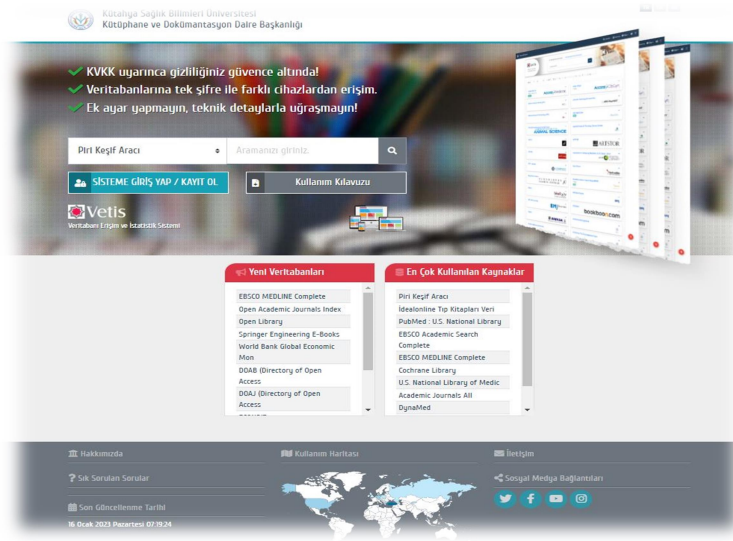 Kütahya Sağlık Bilimleri Üniversitesi
Kütüphane ve Dokümantasyon Daire Başkanlığı
KVKK uyarınca gizliliğiniz güvence altında!
Veritabanlarına tek şifre ile farklı cihazlardan erişim.
Ek ayar yapmayın, teknik detaylarla uğraşmayın!
Piri Keşif Aracı
Aramanızı giriniz.
SİSTEME GİRİŞ YAP / KAYIT OL
Kullanım Kılavuzu
Vetis
Veritabanı Erişim ve İstatistik Sistemi
bookboon.com
Yeni Veritabanları
EBSCO MEDLINE Complete
Open Academic Journals Index
Open Library
Springer Engineering E-Books
World Bank Global Economic
Mon
DOAB (Directory of Open
Access
DOAJ (Directory of Open
Access
En Çok Kullanılan Kaynaklar
Piri Keşif Aracı
İdealonline Tıp Kitapları Veri
PubMed : U.S. National Library
EBSCO Academic Search
Complete
EBSCO MEDLINE Complete
Cochrane Library
U.S. National Library of Medic
Academic Journals All
DynaMed
Hakkımızda
Kullanım Haritası
İletişim
Sık Sorulan Sorular
Sosyal Medya Bağlantıları
Son Güncellenme Tarihi
16 Ocak 2023 Pazartesi 07:19:24